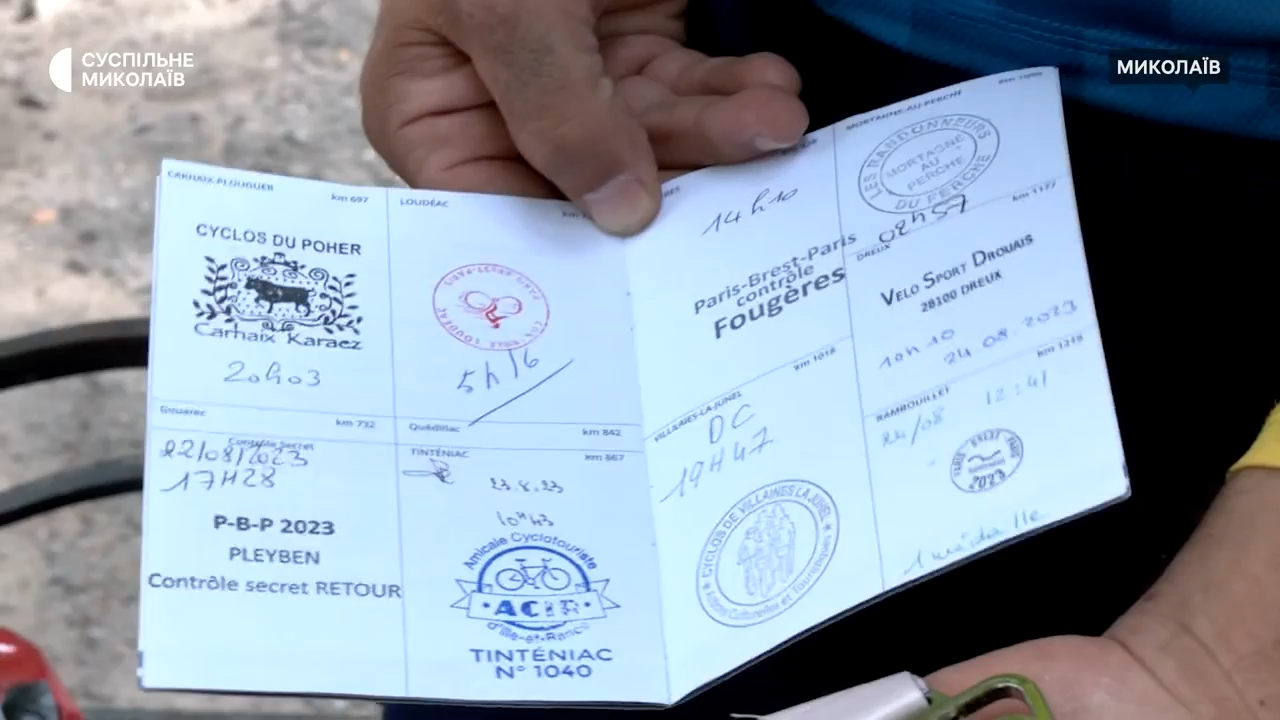 СУСПІЛЬНЕ
МИКОЛАЇВ
МИКОЛАЇВ
CARHAIX-PLOUGUER
km 697
CYCLOS DU POHER
Carhaix Karaez
20h03
LOUDÉAC
5h16
Gouarec
km 732
Contrôle Secret
22/08/2023
17H28
P-B-P 2023
PLEYBEN
Contrôle secret RETOUR
Quédillac
km 842
TINTÉNIAC
km 867
23.8.23
10H43
Amicale Cyclotouriste
ACIR
d'Ille-et-Rance
TINTÉNIAC
N° 1040
14h10
Paris-Brest-Paris
contrôle
Fougères
VILLAINES-LA-JUHEL
km 1018
DC
19H47
CYCLOS DE VILLAINES LA JUHEL
MORTAGNE-AU-PERCHE
LES RANDONNEURS
MORTAGNE
AU
PERCHE
DU PERCHE
02H57
DREUX
km 1177
VELO SPORT DROUAIS
28100 DREUX
10h10
24 08.2023
RAMBOUILLET
km 1219
24/08
12:41
PARIS BREST PARIS
2023